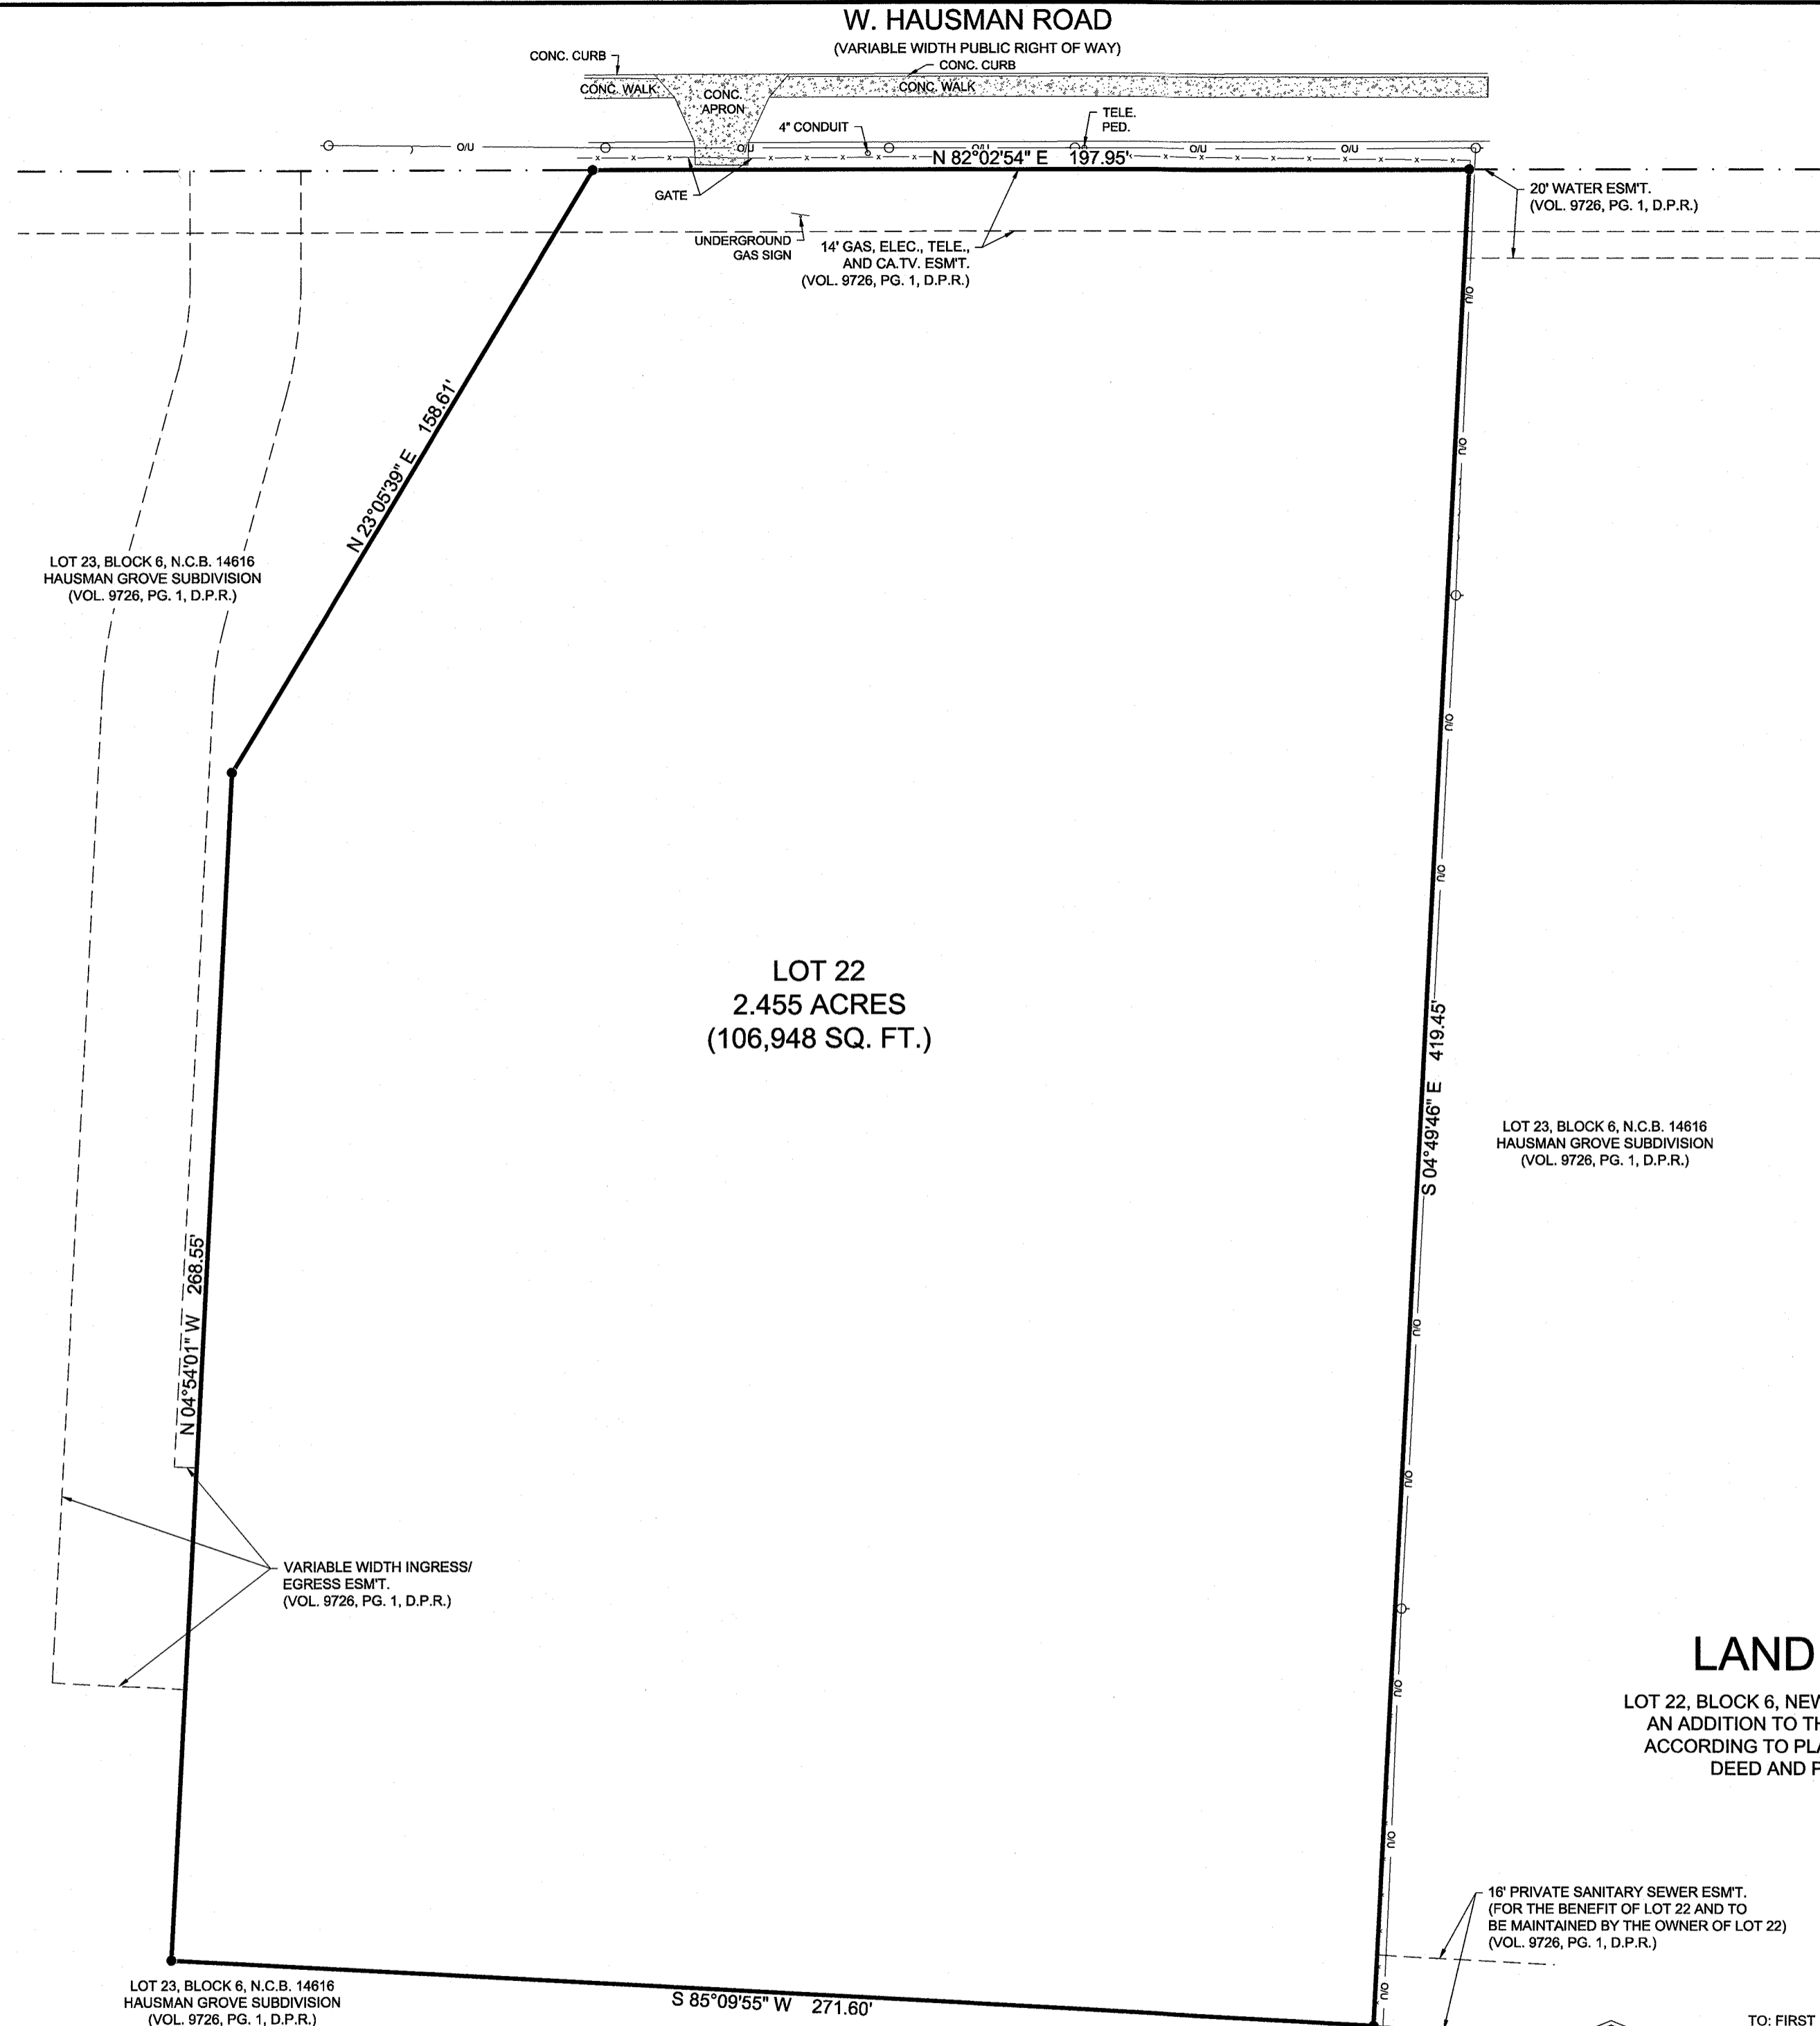 W. HAUSMAN ROAD
(VARIABLE WIDTH PUBLIC RIGHT OF WAY)
CONC. CURB
CONC. CURB
CONC. WALK
CONC.
APRON
CONC. WALK
4" CONDUIT
TELE.
PED.
O/U
O/U
O/U
O/U
O/U
N 82°02'54" E 197.95'
GATE
20' WATER ESM'T.
(VOL. 9726, PG. 1, D.P.R.)
UNDERGROUND
GAS SIGN
14' GAS, ELEC., TELE.,
AND CA.TV. ESM'T.
(VOL. 9726, PG. 1, D.P.R.)
O/U
N 23°05'39" E 158.61'
O/U
LOT 23, BLOCK 6, N.C.B. 14616
HAUSMAN GROVE SUBDIVISION
(VOL. 9726, PG. 1, D.P.R.)
O/U
O/U
LOT 22
2.455 ACRES
(106,948 SQ. FT.)
S 04°49'46" E 419.45'
LOT 23, BLOCK 6, N.C.B. 14616
HAUSMAN GROVE SUBDIVISION
(VOL. 9726, PG. 1, D.P.R.)
N 04°54'01" W 268.55'
O/U
O/U
VARIABLE WIDTH INGRESS/
EGRESS ESM'T.
(VOL. 9726, PG. 1, D.P.R.)
LAND
O/U
LOT 22, BLOCK 6, NEW
AN ADDITION TO TH
ACCORDING TO PLA
DEED AND P
O/U
16' PRIVATE SANITARY SEWER ESM'T.
(FOR THE BENEFIT OF LOT 22 AND TO
BE MAINTAINED BY THE OWNER OF LOT 22)
(VOL. 9726, PG. 1, D.P.R.)
O/U
LOT 23, BLOCK 6, N.C.B. 14616
HAUSMAN GROVE SUBDIVISION
(VOL. 9726, PG. 1, D.P.R.)
S 85°09'55" W 271.60'
TO: FIRST